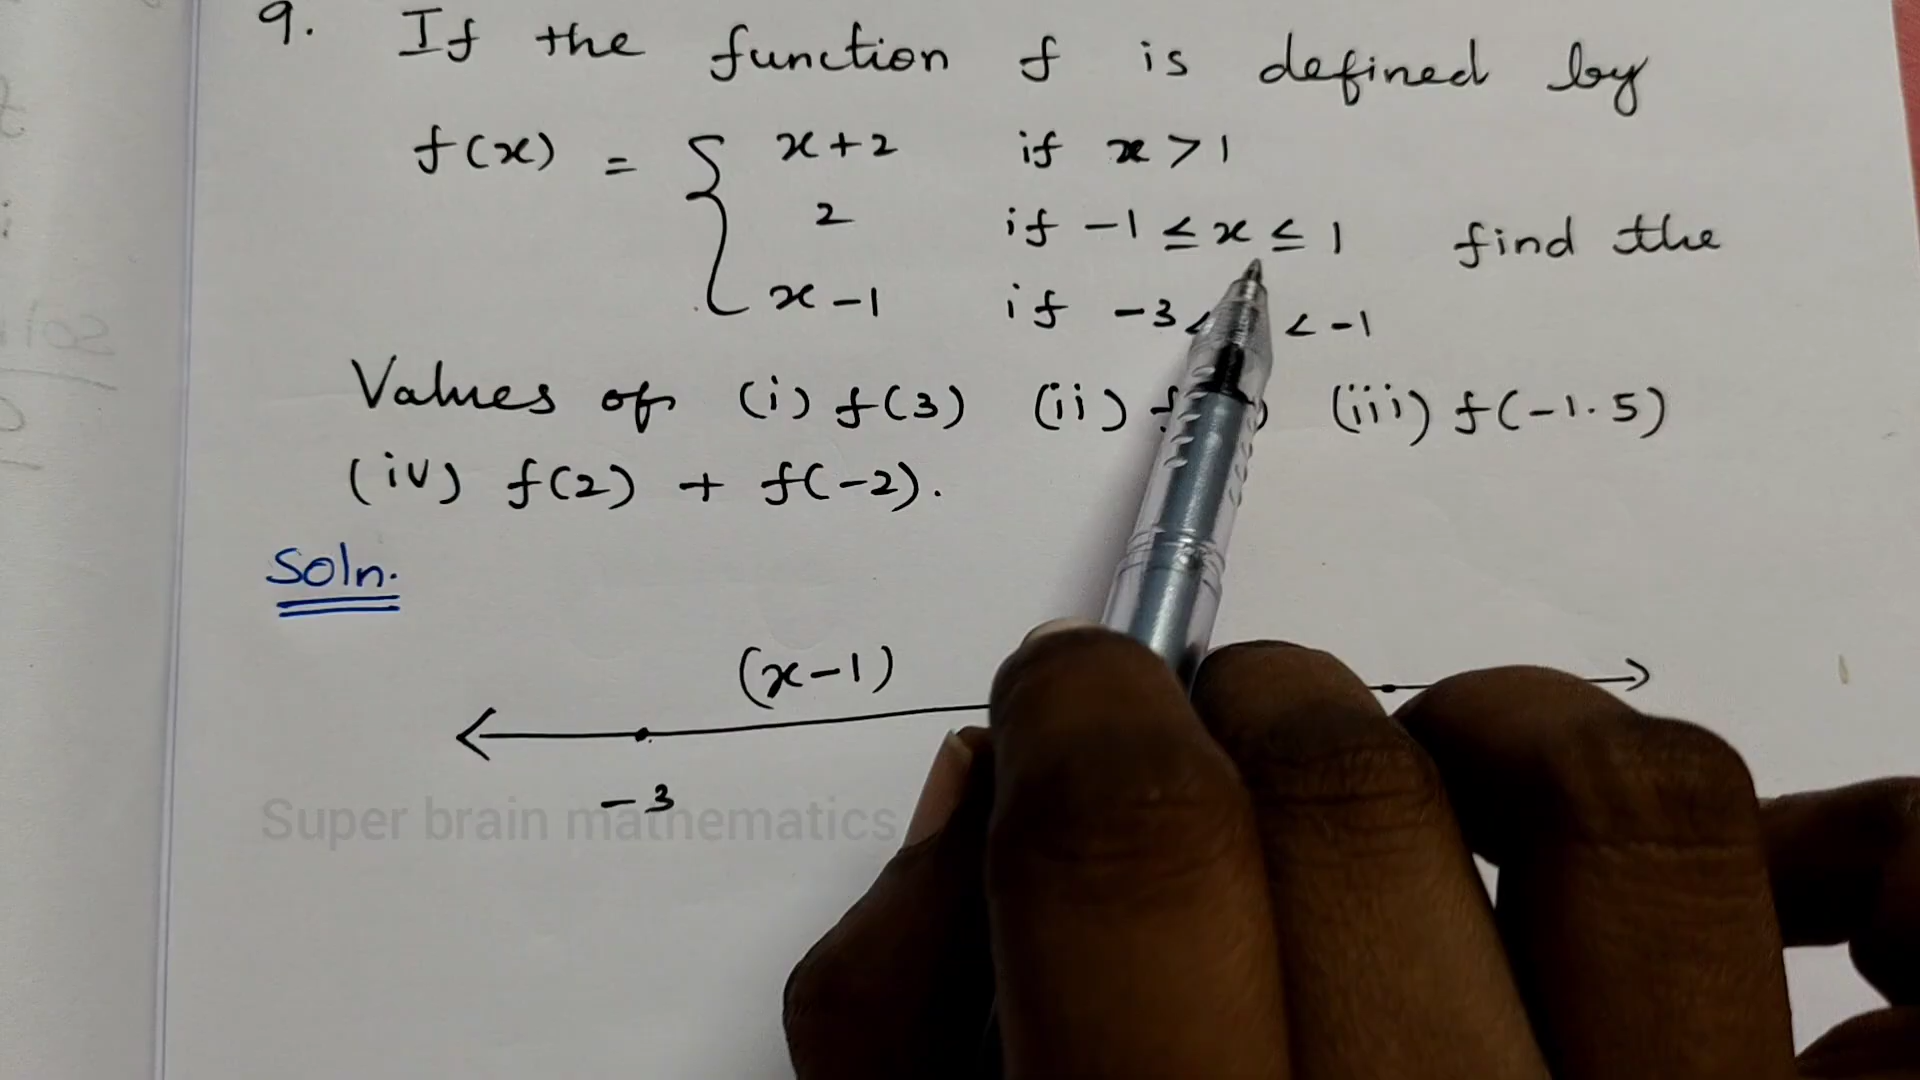 9. If the function f is defined by
f(x) = { x+2 if x > 1
2 if -1 ≤ x ≤ 1 find the
x-1 if -3 < < -1
Values of (i) f(3) (ii) f ) (iii) f(-1.5)
(iv) f(2) + f(-2).
Soln.
(x-1)
-3
Super brain mathematics